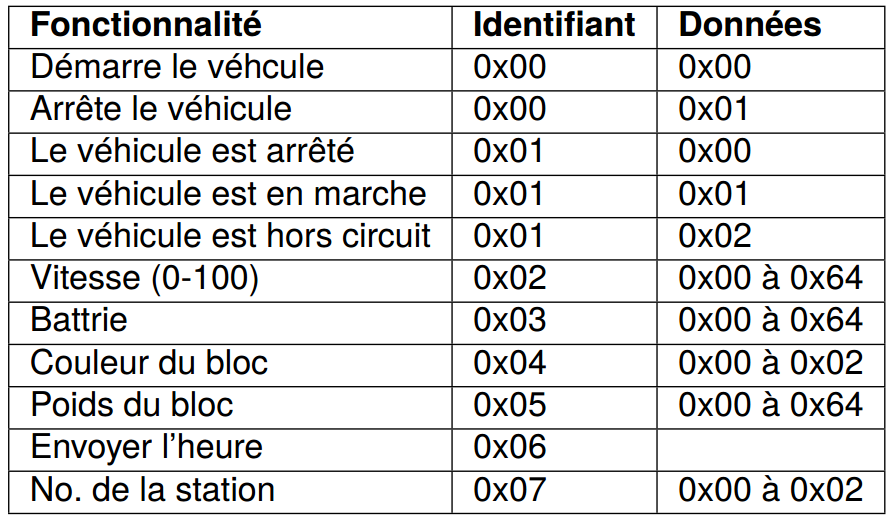 Fonctionnalité Identifiant Données
Démarre le véhcule 0x00 0x00
Arrête le véhicule 0x00 0x01
Le véhicule est arrêté 0x01 0x00
Le véhicule est en marche 0x01 0x01
Le véhicule est hors circuit 0x01 0x02
Vitesse (0-100) 0x02 0x00 à 0x64
Battrie 0x03 0x00 à 0x64
Couleur du bloc 0x04 0x00 à 0x02
Poids du bloc 0x05 0x00 à 0x64
Envoyer l’heure 0x06
No. de la station 0x07 0x00 à 0x02